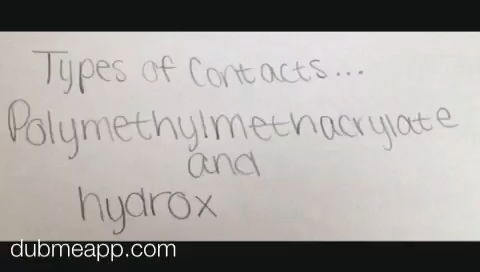 Types of Contacts...
Polymethylmethacrylate
and
hydrox
dubmeapp.com